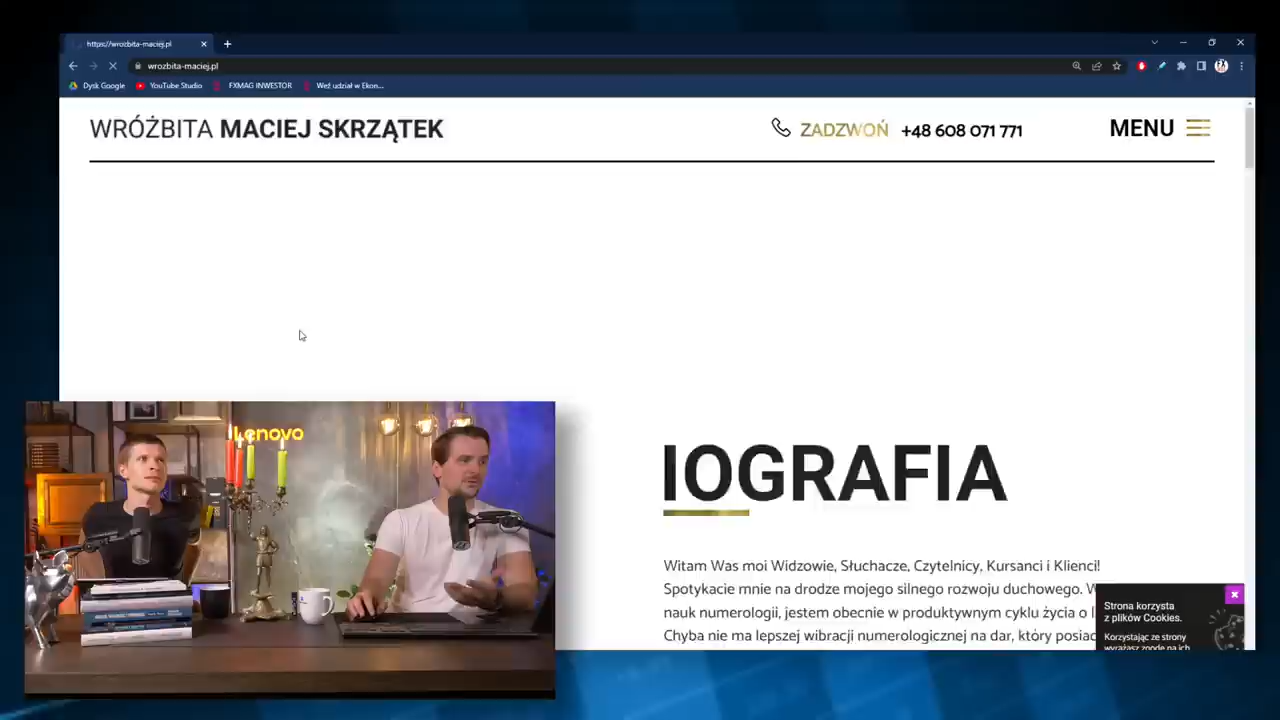 https://wrozbita-maciej.pl
wrozbita-maciej.pl
Dysk Google
YouTube Studio
FXMAG INWESTOR
Weź udział w Ekon...
WRÓŻBITA MACIEJ SKRZĄTEK
ZADZWOŃ +48 608 071 771
MENU
IOGRAFIA
Witam Was moi Widzowie, Słuchacze, Czytelnicy, Kursanci i Klienci!
Spotykacie mnie na drodze mojego silnego rozwoju duchowego.
nauk numerologii, jestem obecnie w produktywnym cyklu życia o
Chyba nie ma lepszej wibracji numerologicznej na dar, który
Strona korzysta
z plików Cookies.
Korzystając ze strony
wyrażasz zgodę na ich
Lenovo